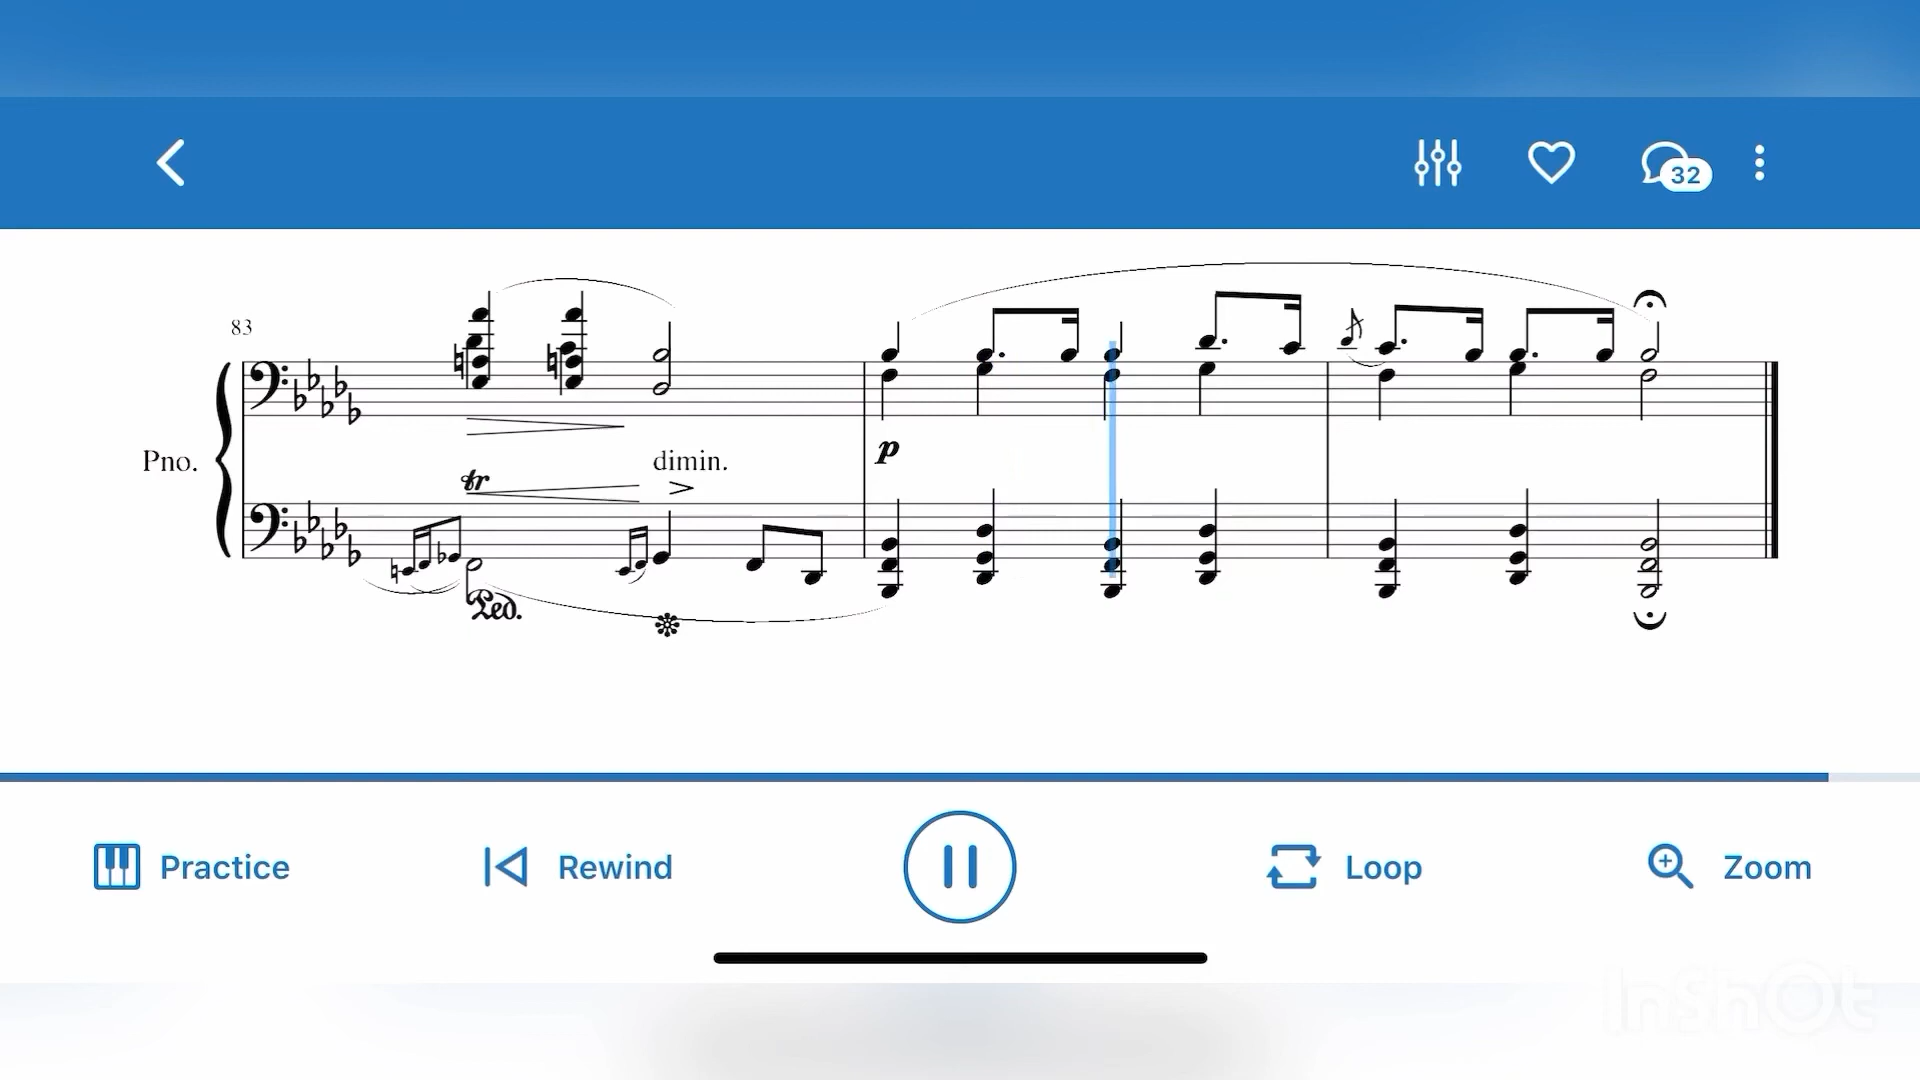 32
83
Pno.
p
tr
dimin.
Ped.
Practice
Rewind
Loop
Zoom
InShOt